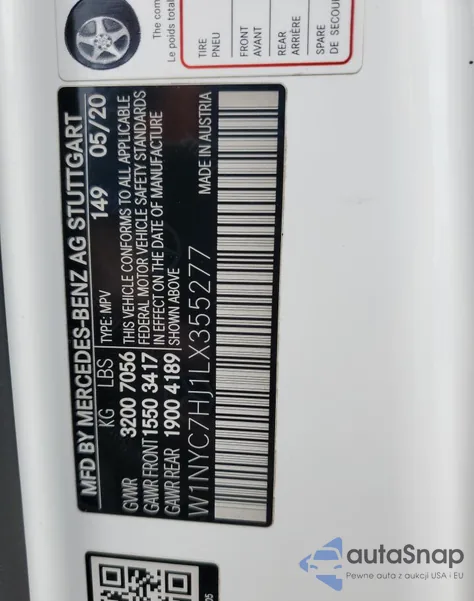 The com
Le poids total
TIRE
PNEU
FRONT
AVANT
REAR
ARRIÈRE
SPARE
DE SECOU
MFD BY MERCEDES-BENZ AG STUTTGART
149 05/20
KG LBS TYPE: MPV
GVWR 3200 7056
GAWR FRONT 1550 3417
GAWR REAR 1900 4189
THIS VEHICLE CONFORMS TO ALL APPLICABLE
FEDERAL MOTOR VEHICLE SAFETY STANDARDS
IN EFFECT ON THE DATE OF MANUFACTURE
SHOWN ABOVE
W1NYC7HJ1LX355277
MADE IN AUSTRIA
autoSnap
Pewne auta z aukcji USA i EU